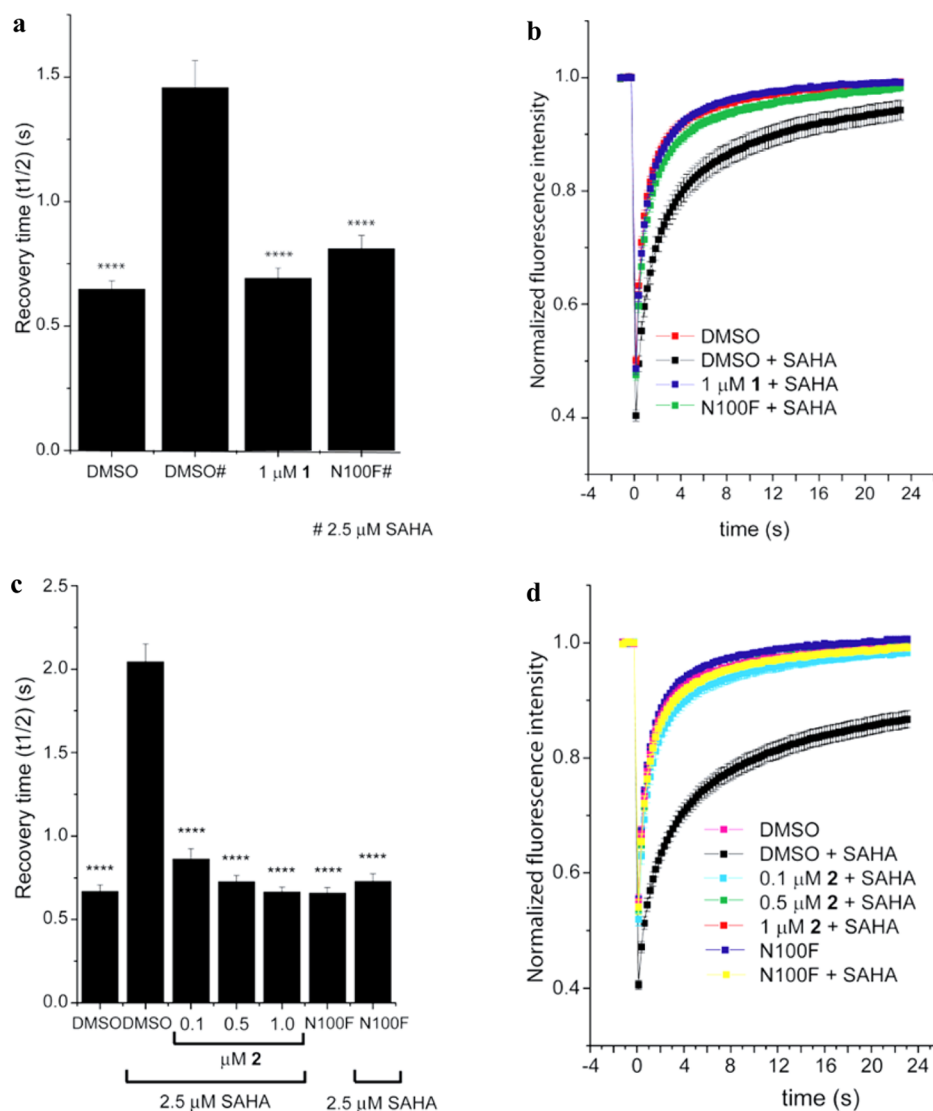 a
Recovery time (t1/2) (s)
1.5
1.0
0.5
0.0
****
****
****
DMSO DMSO# 1 μM 1 N100F#
# 2.5 μM SAHA
b
Normalized fluorescence intensity
1.0
0.8
0.6
0.4
DMSO
DMSO + SAHA
1 μM 1 + SAHA
N100F + SAHA
-4 0 4 8 12 16 20 24
time (s)
c
Recovery time (t1/2) (s)
2.5
2.0
1.5
1.0
0.5
0.0
****
****
****
****
****
****
DMSO DMSO 0.1 0.5 1.0 N100F N100F
μM 2
2.5 μM SAHA 2.5 μM SAHA
d
Normalized fluorescence intensity
1.0
0.8
0.6
0.4
DMSO
DMSO + SAHA
0.1 μM 2 + SAHA
0.5 μM 2 + SAHA
1 μM 2 + SAHA
N100F
N100F + SAHA
-4 0 4 8 12 16 20 24
time (s)